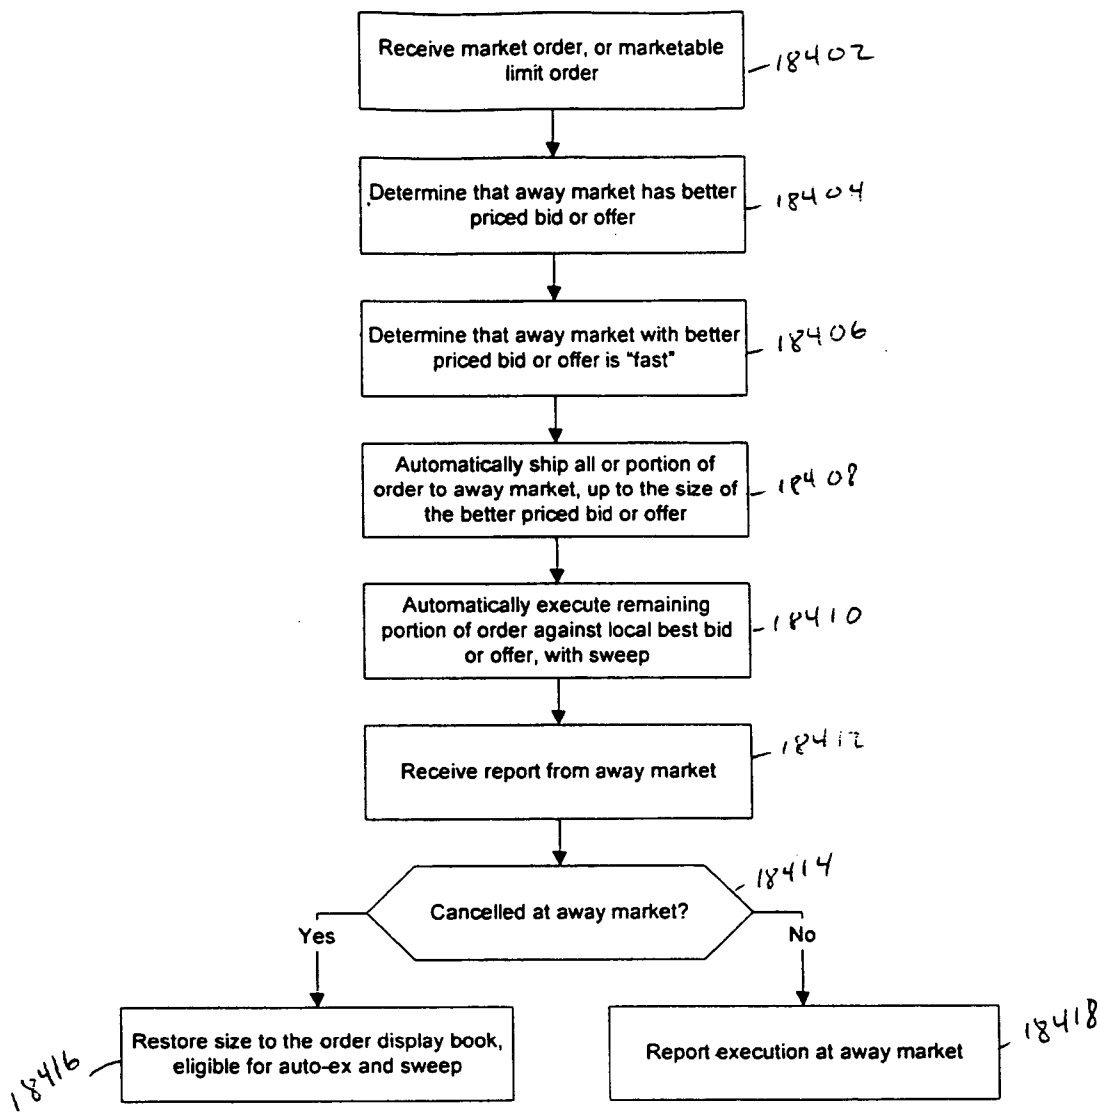 Receive market order, or marketable
limit order
18402
Determine that away market has better
priced bid or offer
18404
Determine that away market with better
priced bid or offer is "fast"
18406
Automatically ship all or portion of
order to away market, up to the size of
the better priced bid or offer
18408
Automatically execute remaining
portion of order against local best bid
or offer, with sweep
18410
Receive report from away market
18412
Cancelled at away market?
18414
Yes
No
Restore size to the order display book,
eligible for auto-ex and sweep
18416
Report execution at away market
18418